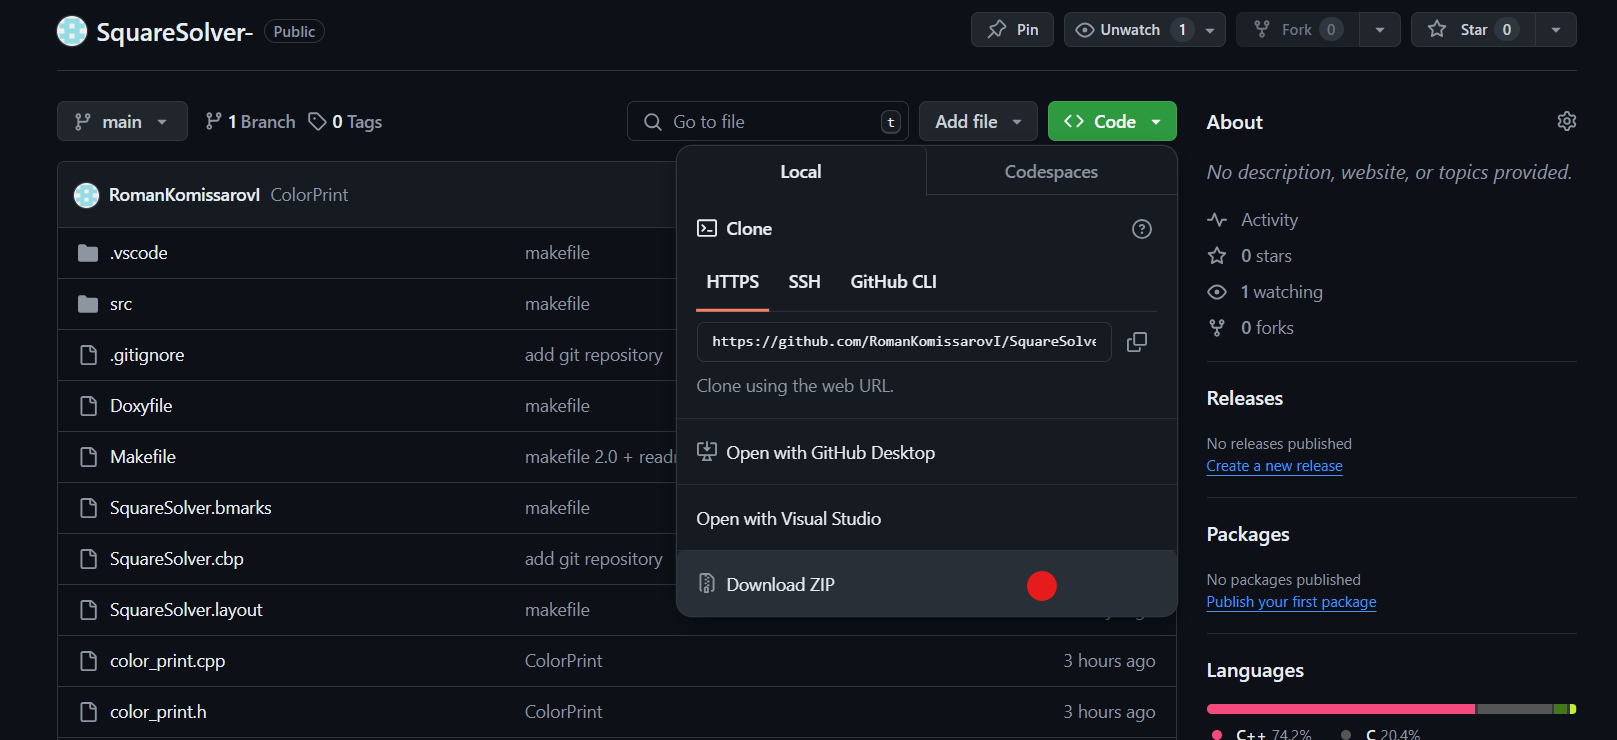 SquareSolver- Public Pin Unwatch 1 Fork 0 Star 0
main 1 Branch 0 Tags Go to file t Add file Code
RomanKomissarovI ColorPrint
.vscode makefile
src makefile
.gitignore add git repository
Doxyfile makefile
Makefile makefile 2.0 +
SquareSolver.bmarks makefile
SquareSolver.cbp add git repository
SquareSolver.layout makefile
color_print.cpp ColorPrint 3 hours ago
color_print.h ColorPrint 3 hours ago
Local Codespaces
Clone
HTTPS SSH GitHub CLI
https://github.com/RomanKomissarovI/SquareSolve
Clone using the web URL.
Open with GitHub Desktop
Open with Visual Studio
Download ZIP
About
No description, website, or topics provided.
Activity
0 stars
1 watching
0 forks
Releases
No releases published
Create a new release
Packages
No packages published
Publish your first package
Languages
C++ 74.2% C 20.4%